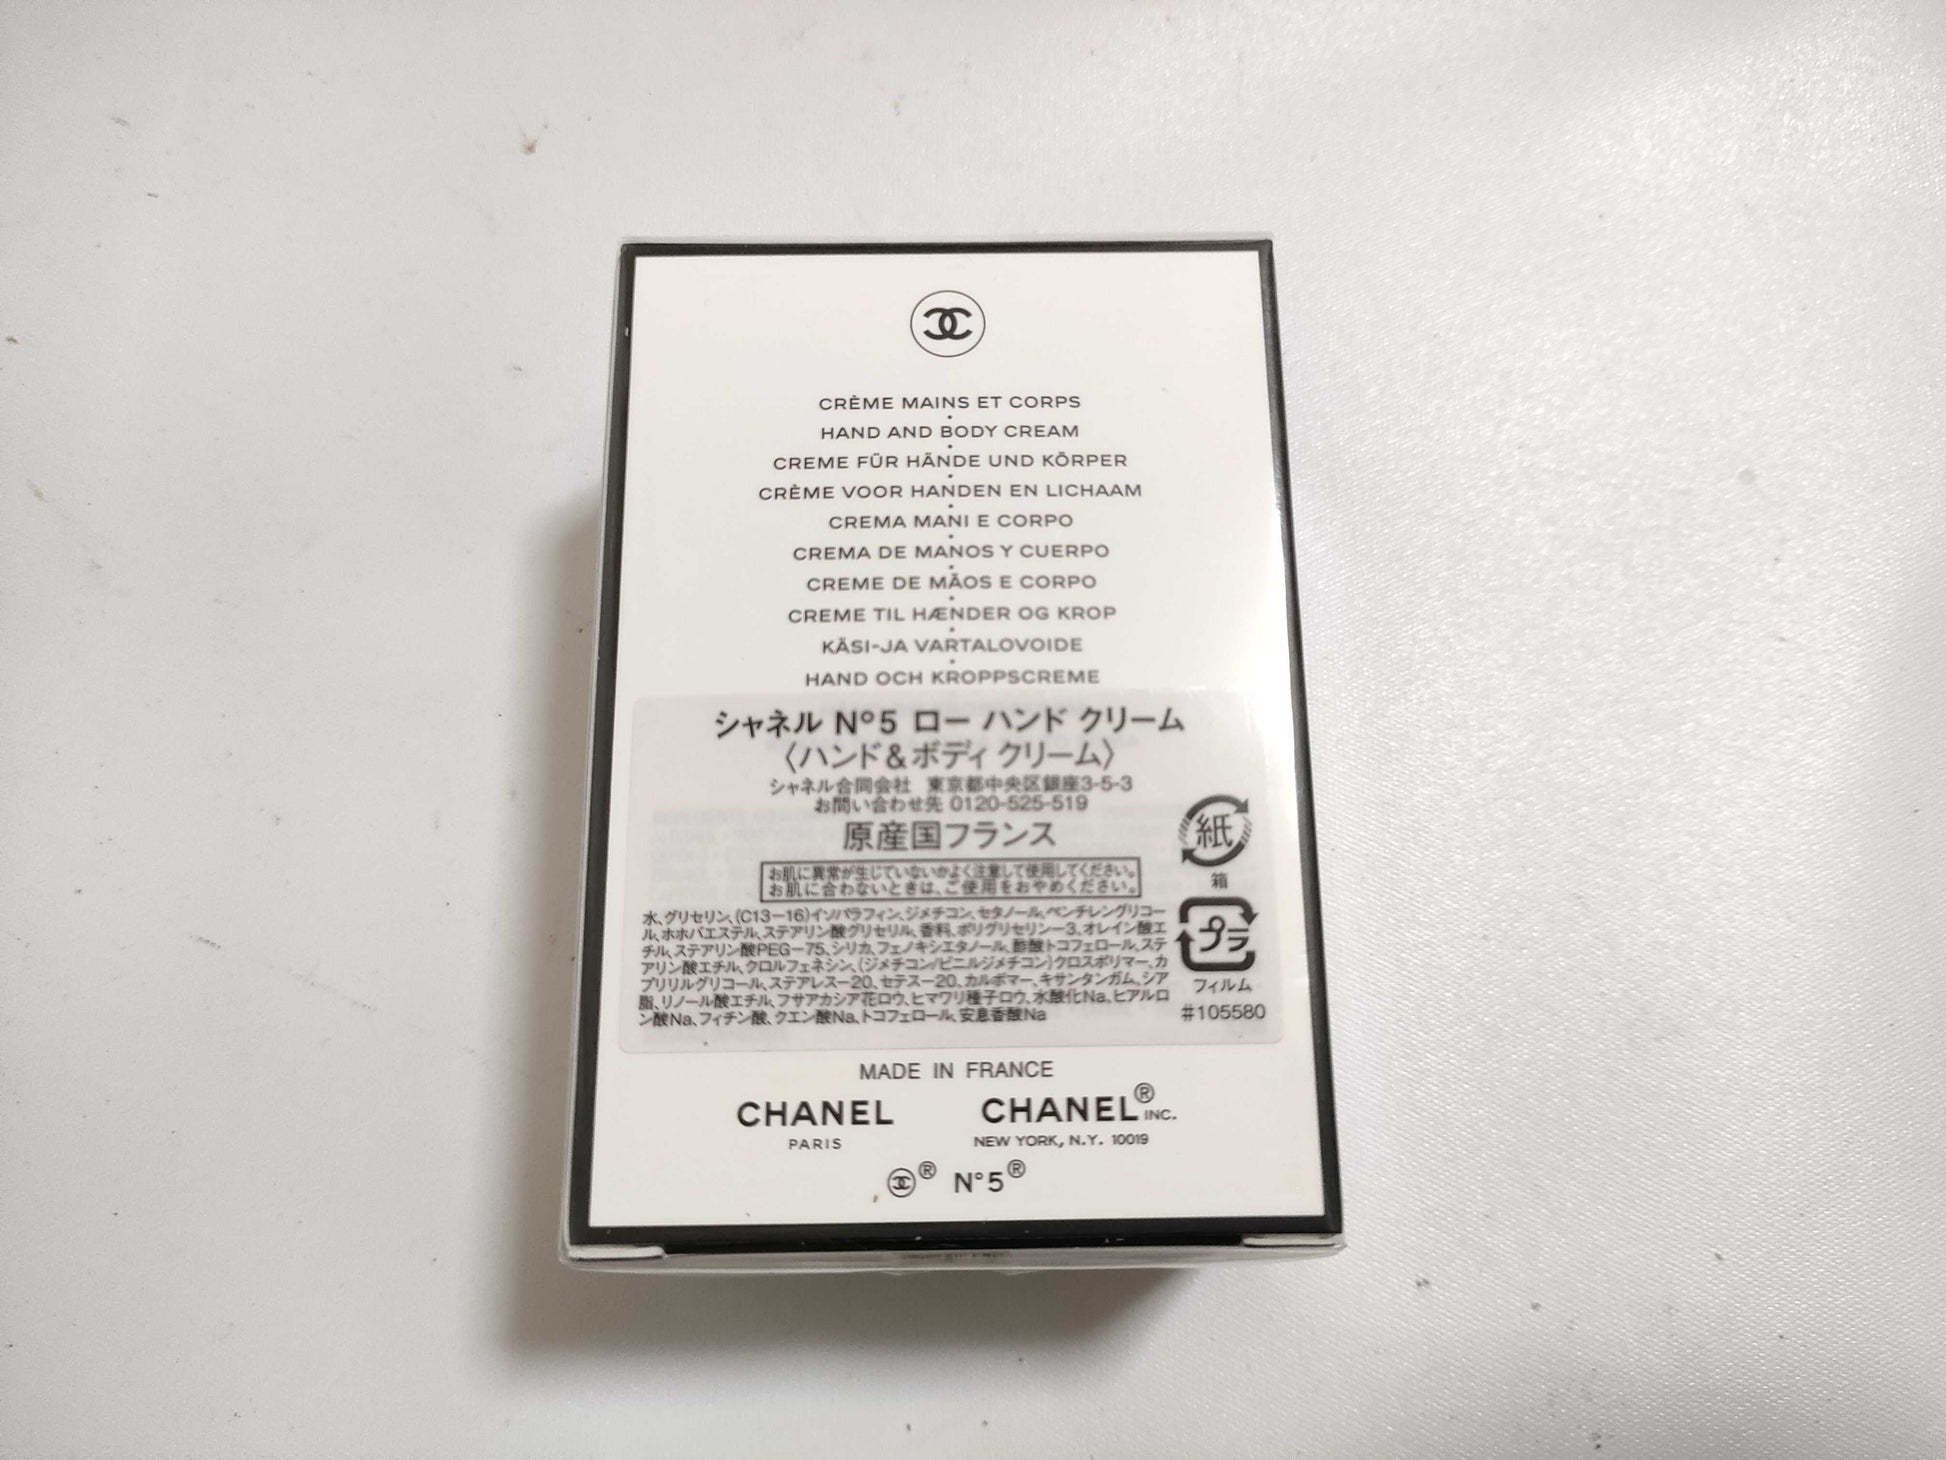 CRÈME MAINS ET CORPS
HAND AND BODY CREAM
CREME FÜR HÄNDE UND KÖRPER
CRÈME VOOR HANDEN EN LICHAAM
CREMA MANI E CORPO
CREMA DE MANOS Y CUERPO
CREME DE MÃOS E CORPO
CREME TIL HÆNDER OG KROP
KÄSI-JA VARTALOVOIDE
HAND OCH KROPPSCREME
シャネル Nº5 ロー ハンド クリーム
〈ハンド&ボディ クリーム〉
シャネル合同会社 東京都中央区銀座3-5-3
お問い合わせ先 0120-525-519
原産国フランス
お肌に異常が生じていないかよく注意して使用してください。
お肌に合わないときは、ご使用をおやめください。
水、グリセリン、(C13-16)イソパラフィン、ジメチコン、セタノール、ペンチレングリコー
ル、ホホバエステル、ステアリン酸グリセリル、香料、ポリグリセリン-3、オレイン酸エ
チル、ステアリン酸PEG-75、シリカ、フェノキシエタノール、酢酸トコフェロール、ステ
アリン酸エチル、クロルフェネシン、(ジメチコン/ビニルジメチコン)クロスポリマー、カ
プリリルグリコール、ステアレス-20、セテス-20、カルボマー、キサンタンガム、シア
脂、リノール酸エチル、フサアカシア花ロウ、ヒマワリ種子ロウ、水酸化Na、ヒアルロ
ン酸Na、フィチン酸、クエン酸Na、トコフェロール、安息香酸Na
紙
箱
プラ
フィルム
#105580
MADE IN FRANCE
CHANEL
PARIS
CHANEL® INC.
NEW YORK, N.Y. 10019
® N°5®